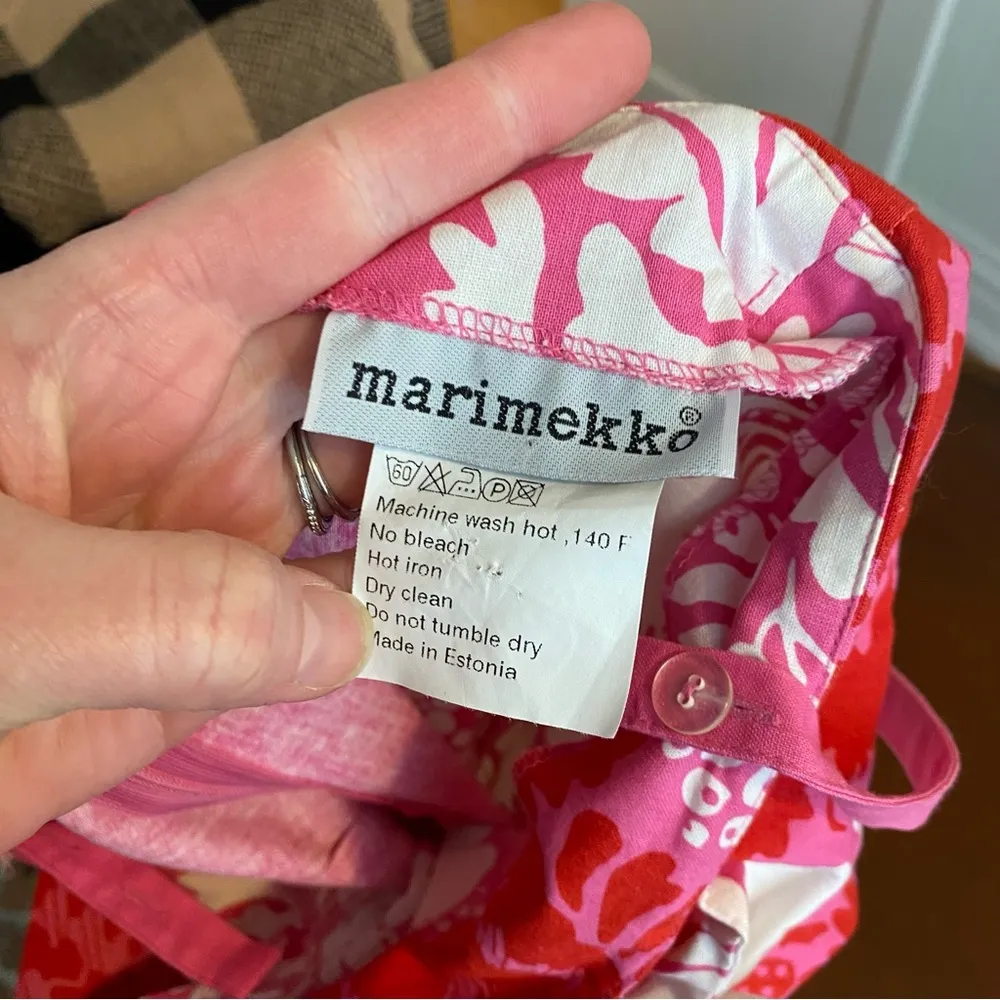 marimekko®
60 P
Machine wash hot ,140 F
No bleach
Hot iron
Dry clean
Do not tumble dry
Made in Estonia